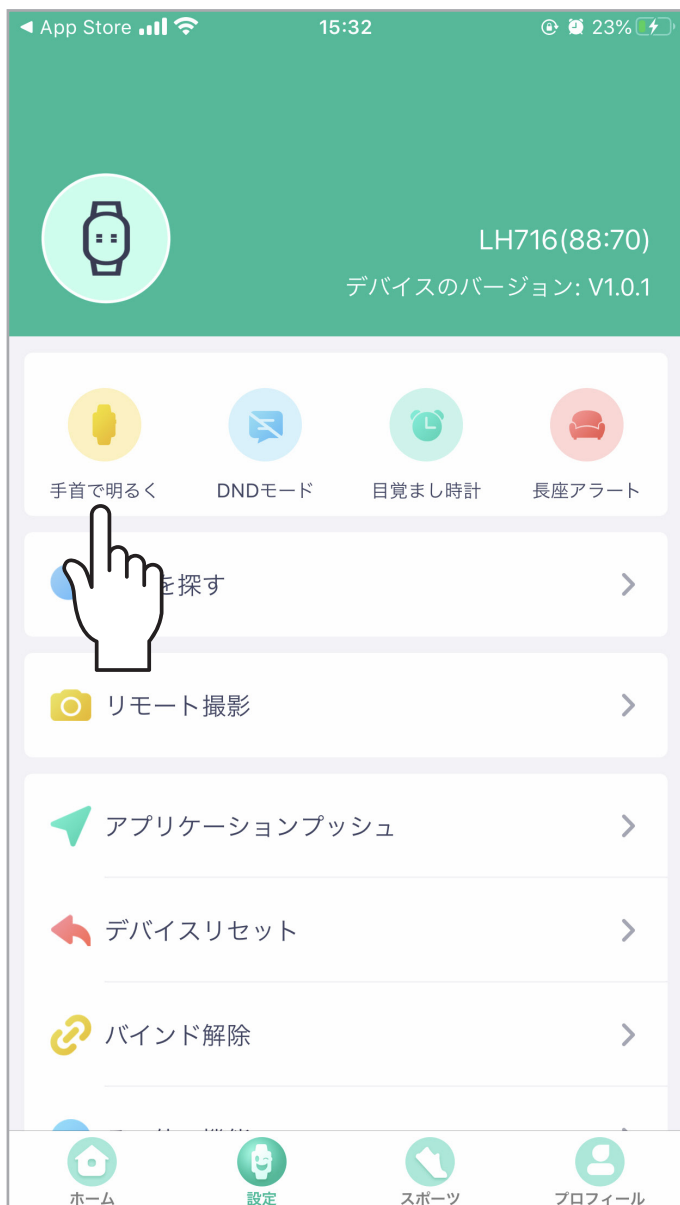 ◀ App Store 15:32 23%
LH716(88:70)
デバイスのバージョン: V1.0.1
手首で明るく DNDモード 目覚まし時計 長座アラート
を探す
リモート撮影
アプリケーションプッシュ
デバイスリセット
バインド解除
ホーム 設定 スポーツ プロフィール